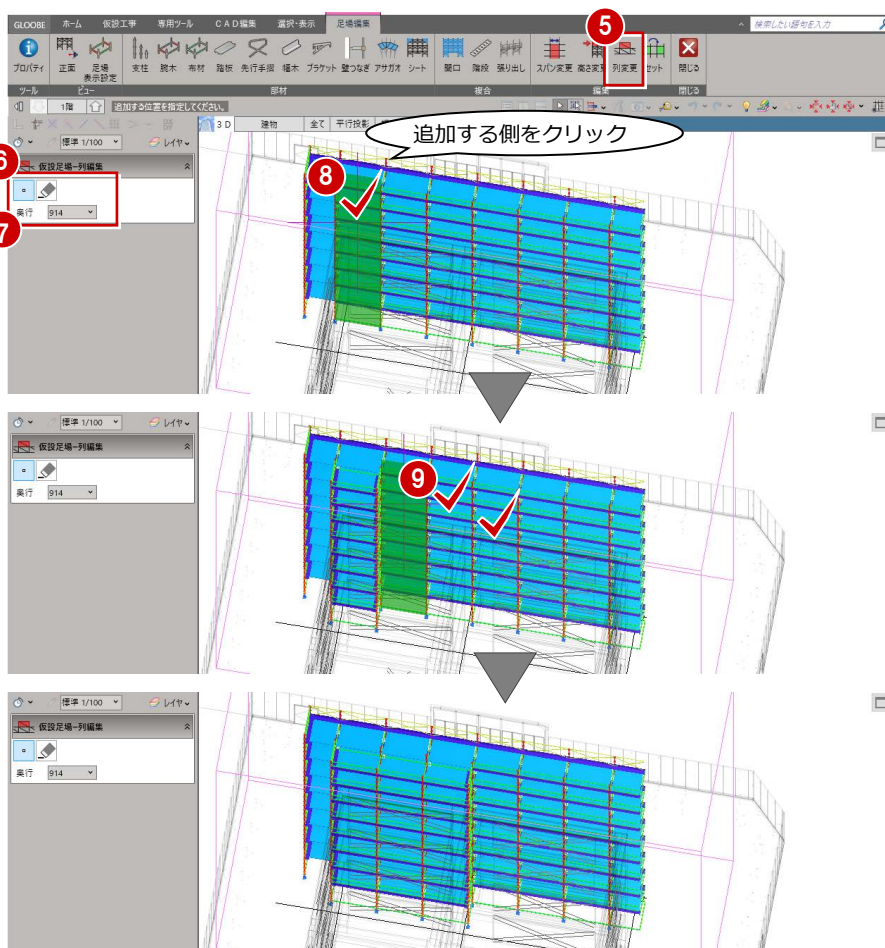 GLOOBE ホーム 仮設工事 専用ツール CAD編集 選択・表示 足場編集
検索したい語句を入力
5
プロパティ 正面 足場表示設定 支柱 腕木 布材 踏板 先行手摺 幅木 ブラケット 壁つなぎ アサガオ シート 開口 階段 張り出し スパン変更 高さ変更 列変更 セット 閉じる
ツール ビュー 部材 複合 編集 閉じる
1階 追加する位置を指定してください。
3D 建物 全て 平行投影
追加する側をクリック
標準 1/100 レイヤ
6
仮設足場-列編集
8
奥行 914
7
標準 1/100 レイヤ
仮設足場-列編集
9
奥行 914
標準 1/100 レイヤ
仮設足場-列編集
奥行 914